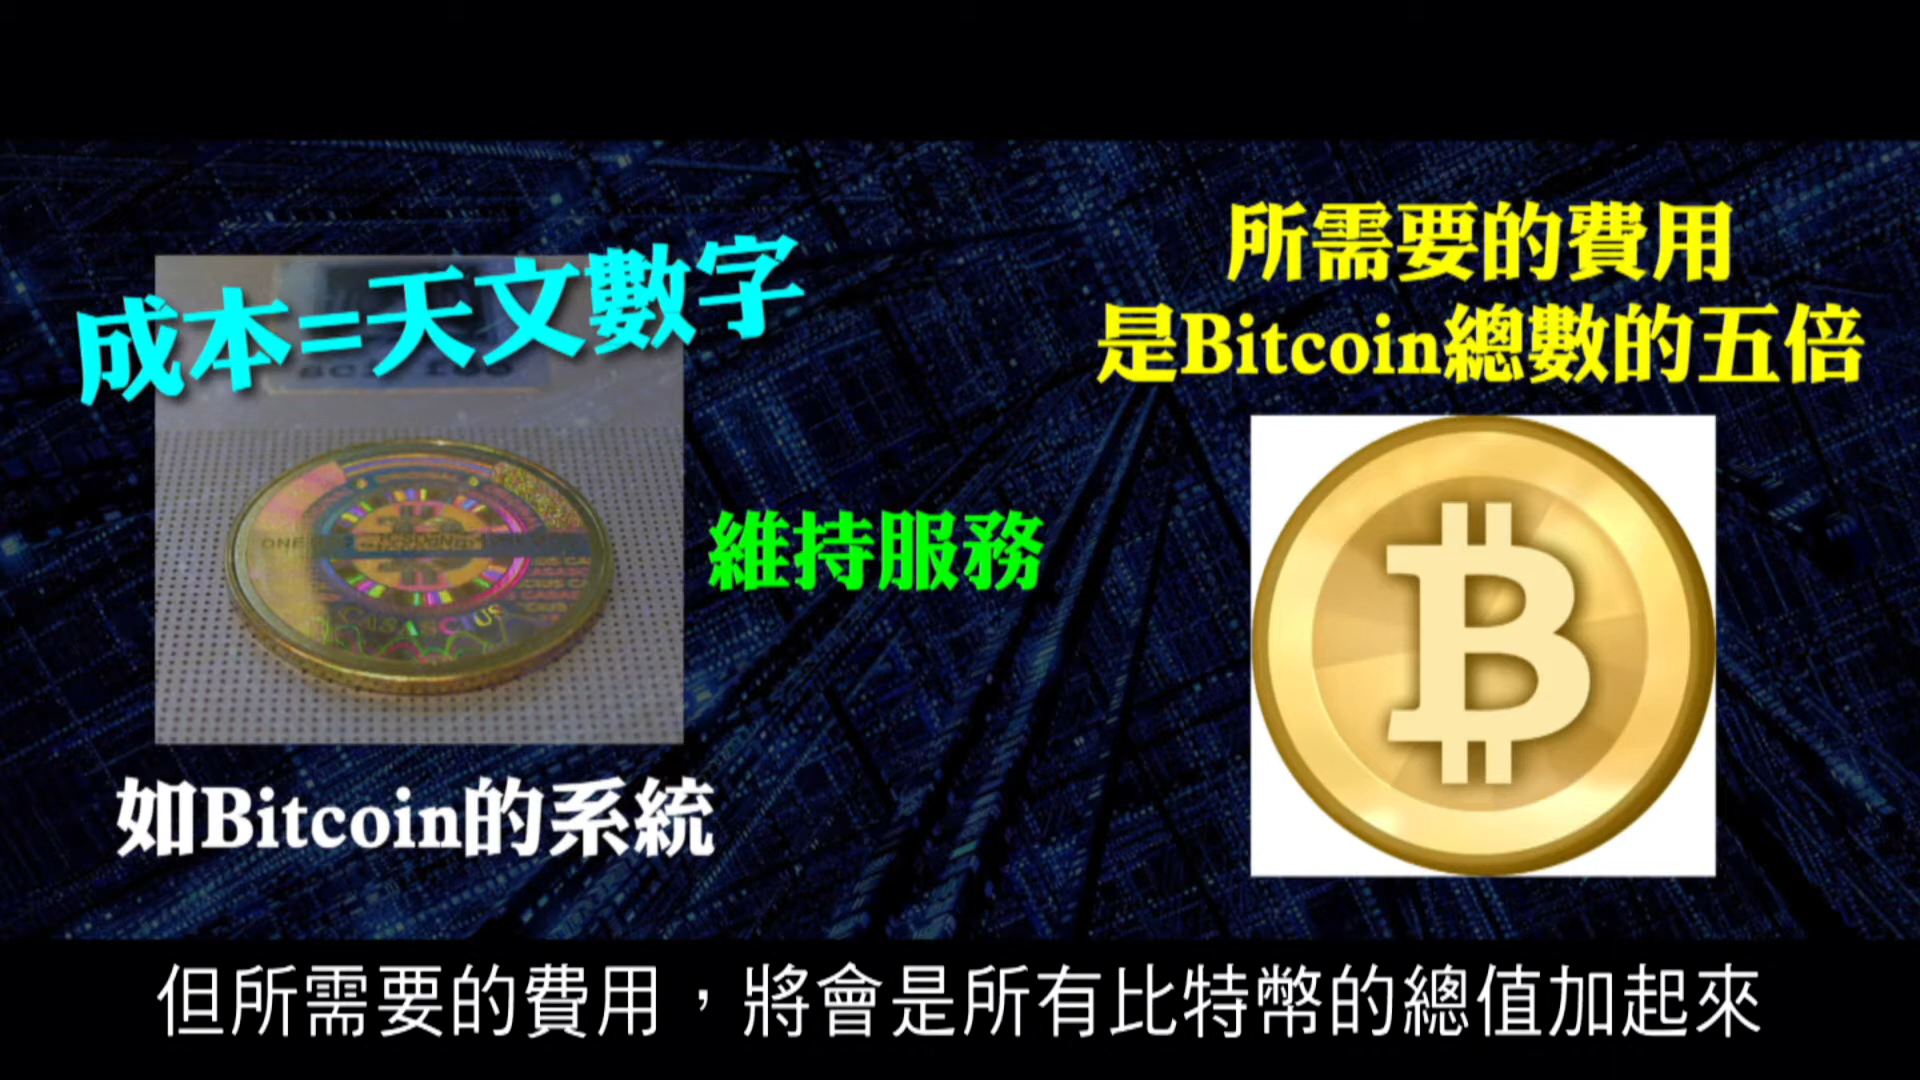 成本=天文數字
所需要的費用
是Bitcoin總數的五倍
維持服務
ONE
CASASCIUS
如Bitcoin的系統
但所需要的費用，將會是所有比特幣的總值加起來